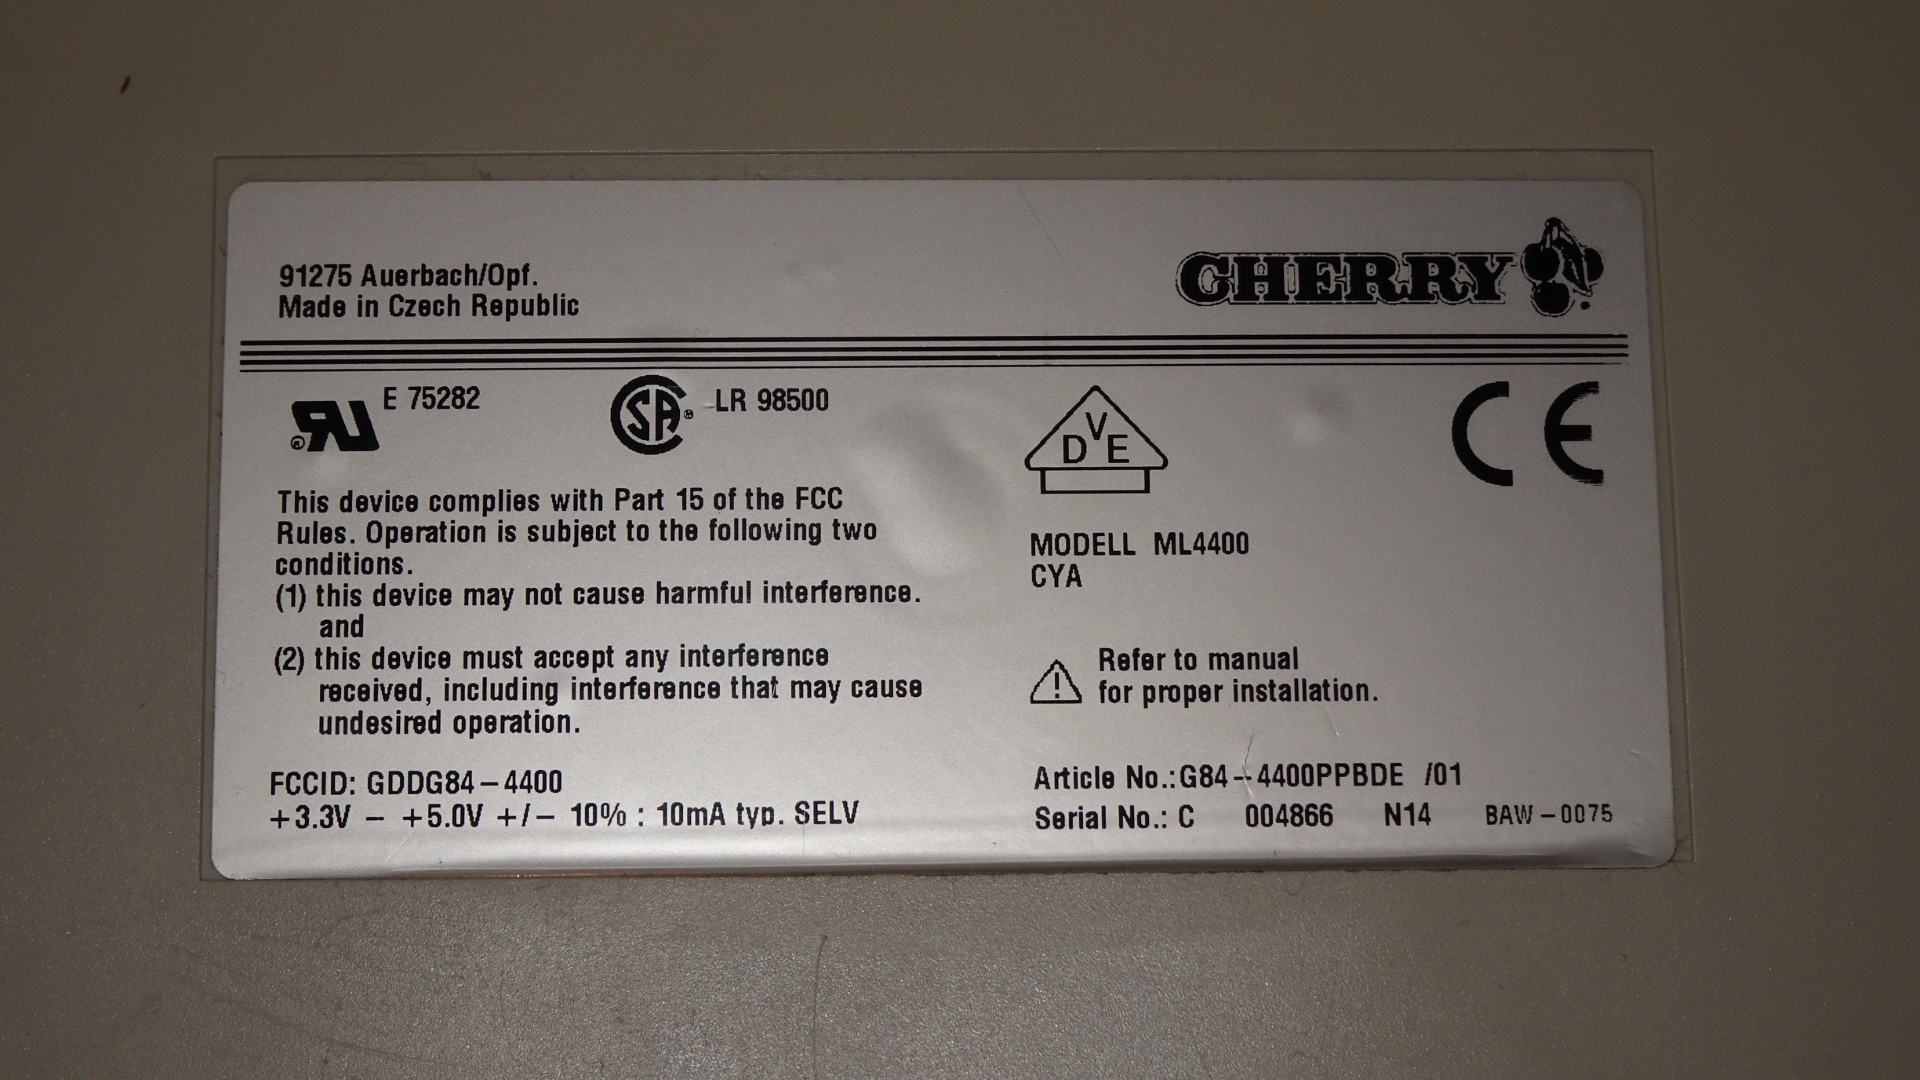 91275 Auerbach/Opf.
Made in Czech Republic
CHERRY
E 75282
LR 98500
DVE
CE
This device complies with Part 15 of the FCC
Rules. Operation is subject to the following two
conditions.
(1) this device may not cause harmful interference.
and
(2) this device must accept any interference
received, including interference that may cause
undesired operation.
FCCID: GDDG84-4400
+3.3V - +5.0V +/- 10% : 10mA typ. SELV
MODELL ML4400
CYA
Refer to manual
for proper installation.
Article No.:G84-4400PPBDE /01
Serial No.: C 004866 N14 BAW-0075